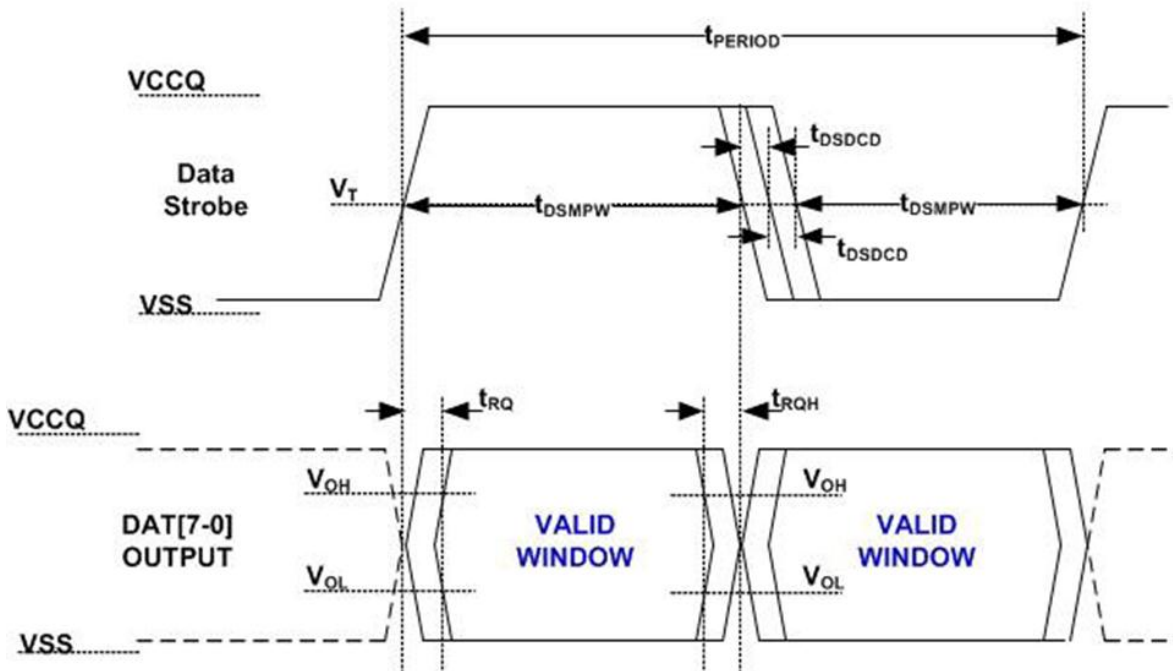 tPERIOD
VCCQ
tDSDCD
Data
Strobe
VT
tDSMPW
tDSMPW
tDSDCD
VSS
tRQ
tRQH
VCCQ
VOH
VOH
DAT[7-0]
OUTPUT
VALID
WINDOW
VALID
WINDOW
VOL
VOL
VSS